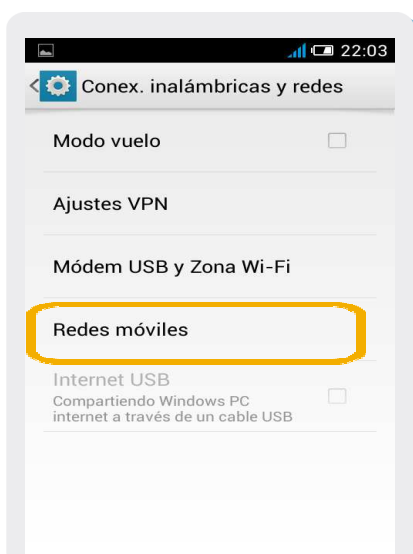 22:03
Conex. inalámbricas y redes
Modo vuelo
Ajustes VPN
Módem USB y Zona Wi-Fi
Redes móviles
Internet USB
Compartiendo Windows PC
internet a través de un cable USB